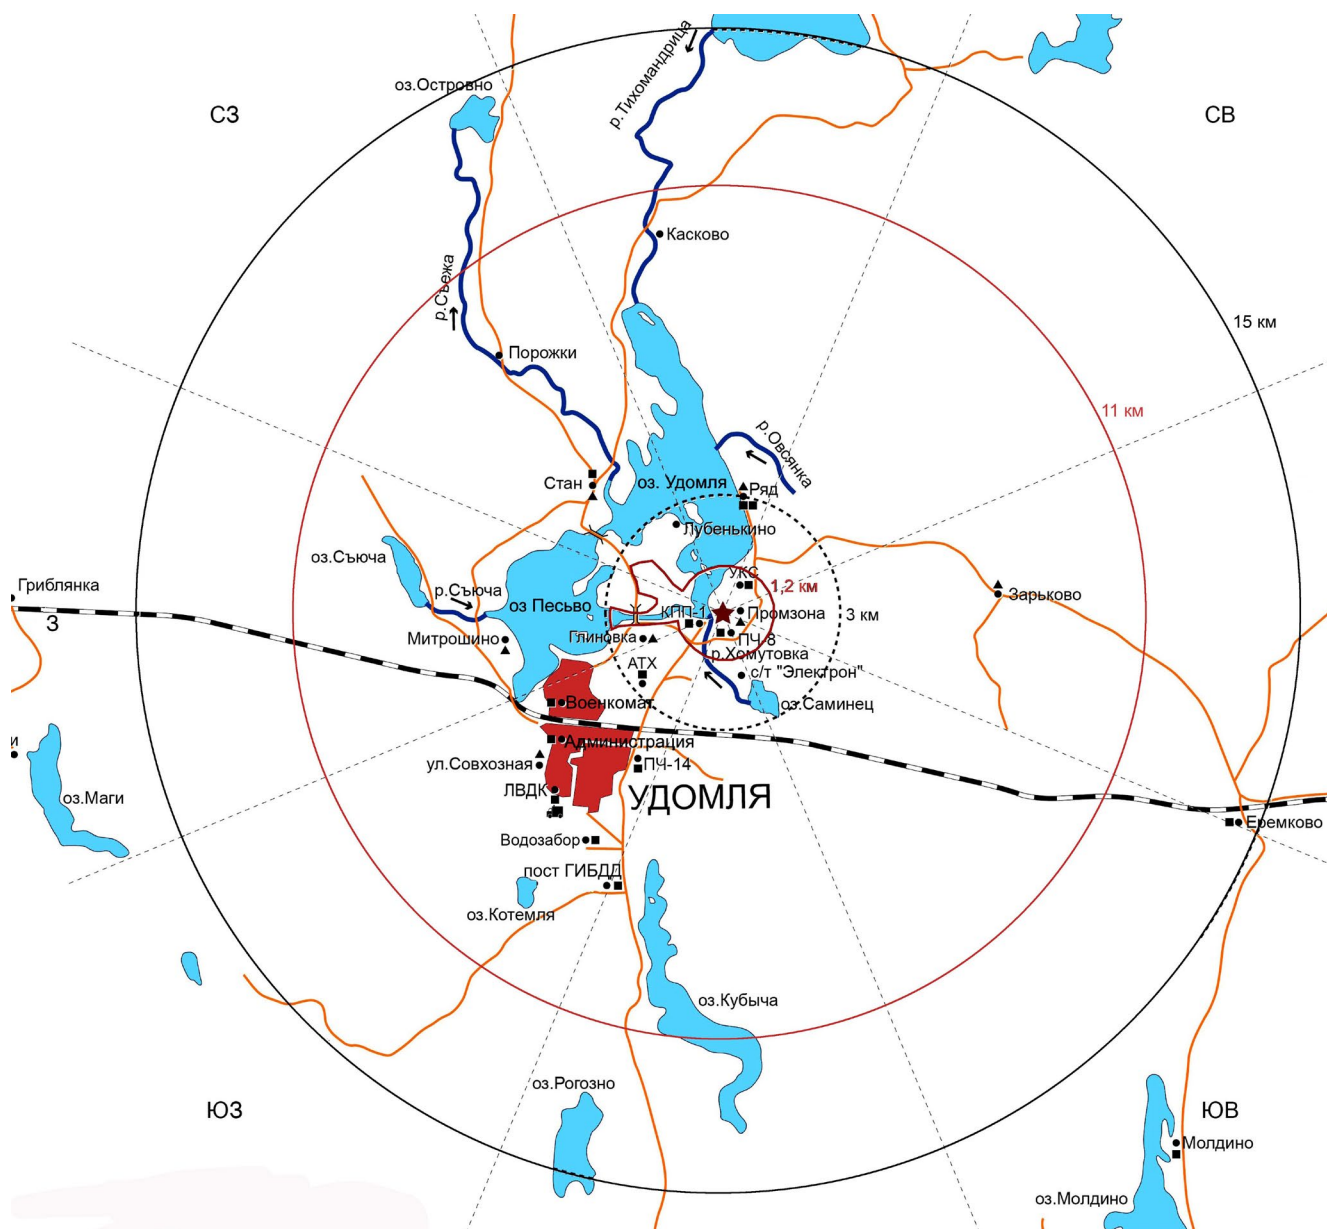 р.Тихомандрица
оз.Островно
СЗ
СВ
Касково
р.Съежа
15 км
Порожки
11 км
р.Овсянка
Стан
оз. Удомля
Ряд
Лубенькино
оз.Съюча
Гриблянка
р.Съюча
УКС
1,2 км
Зарьково
З
оз Песьво
КПП-1
Промзона
3 км
Митрошино
Глиновка
ПЧ-8
р.Хомутовка
АТХ
с/т "Электрон"
Военкомат
оз.Саминец
и
Администрация
ул.Совхозная
ПЧ-14
оз.Маги
ЛВДК
УДОМЛЯ
Еремково
Водозабор
пост ГИБДД
оз.Котемля
оз.Кубыча
оз.Рогозно
ЮЗ
ЮВ
Молдино
оз.Молдино